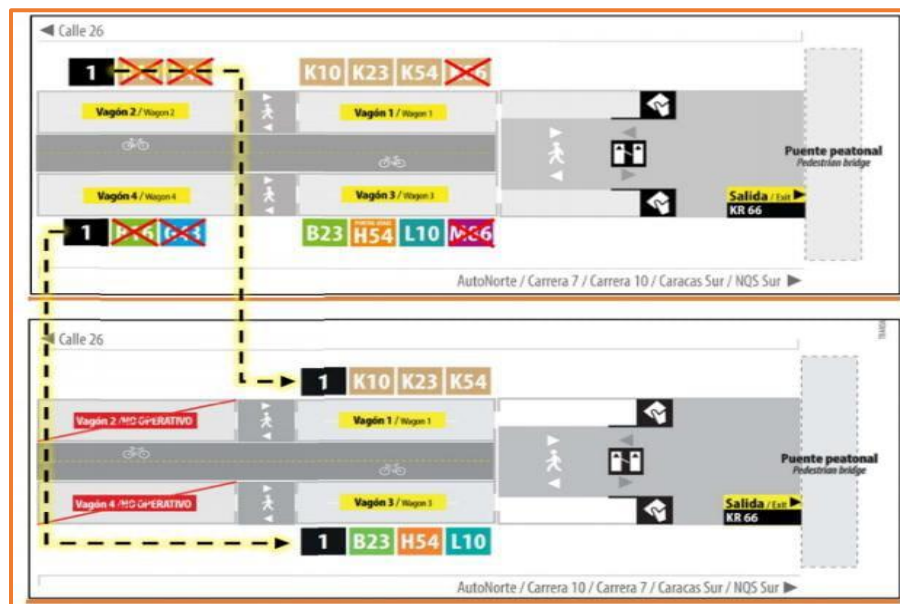 ◀ Calle 26
1
K10 K23 K54
Vagón 2 / Wagon 2
Vagón 1 / Wagon 1
Puente peatonal
Pedestrian bridge
Vagón 4 / Wagon 4
Vagón 3 / Wagon 3
Salida / Exit
KR 66
1
B23 H54 L10 M86
AutoNorte / Carrera 7 / Carrera 10 / Caracas Sur / NQS Sur ▶
◀ Calle 26
1 K10 K23 K54
Vagón 2 /NO OPERATIVO
Vagón 1 / Wagon 1
Puente peatonal
Pedestrian bridge
Vagón 4 /NO OPERATIVO
Vagón 3 / Wagon 3
Salida / Exit
KR 66
1 B23 H54 L10
AutoNorte / Carrera 10 / Carrera 7 / Caracas Sur / NQS Sur ▶